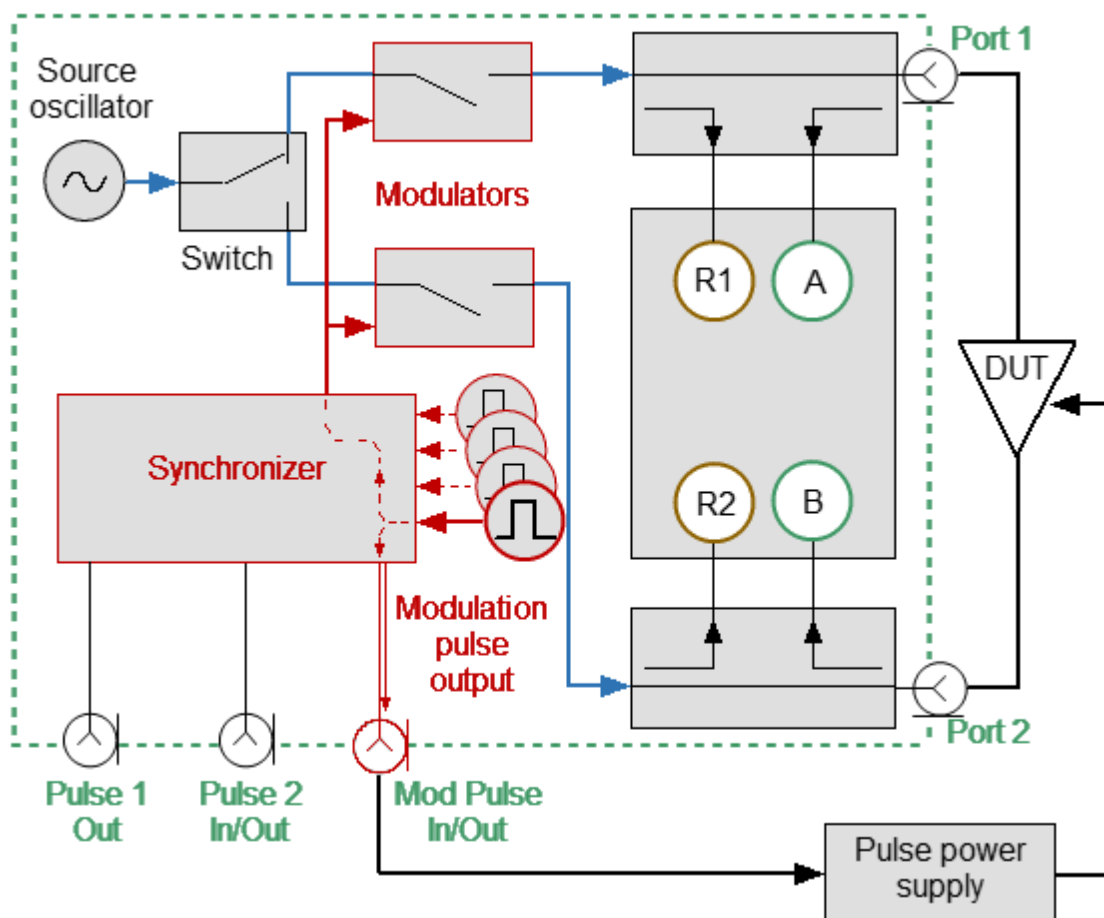 Port 1
Source
oscillator
Modulators
Switch
R1
A
DUT
Synchronizer
R2
B
Modulation
pulse
output
Port 2
Pulse 1
Out
Pulse 2
In/Out
Mod Pulse
In/Out
Pulse power
supply